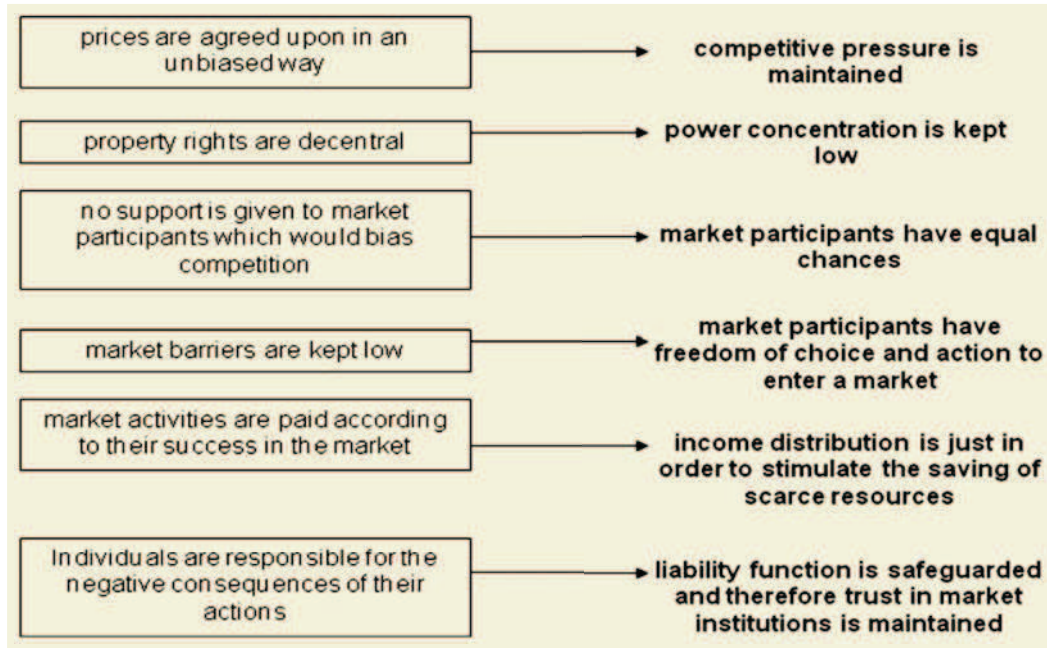 prices are agreed upon in an
unbiased way
competitive pressure is
maintained
property rights are decentral
power concentration is kept
low
no support is given to market
participants which would bias
competition
market participants have equal
chances
market barriers are kept low
market participants have
freedom of choice and action to
enter a market
market activities are paid according
to their success in the market
income distribution is just in
order to stimulate the saving of
scarce resources
Individuals are responsible for the
negative consequences of their
actions
liability function is safeguarded
and therefore trust in market
institutions is maintained